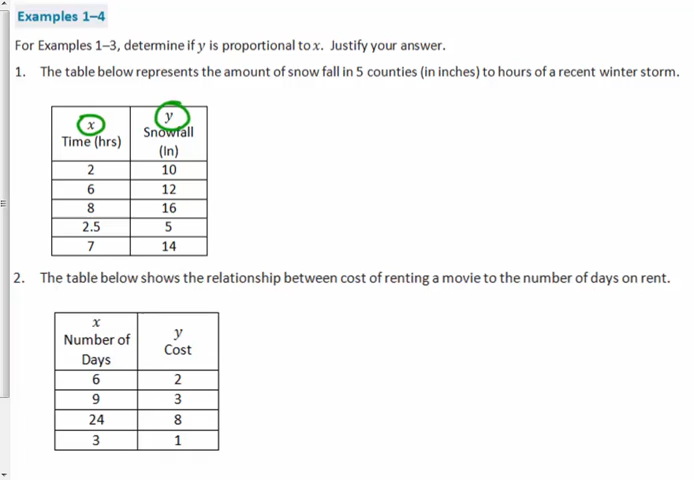 Examples 1–4
For Examples 1–3, determine if y is proportional to x. Justify your answer.
1. The table below represents the amount of snow fall in 5 counties (in inches) to hours of a recent winter storm.
x y
Time (hrs) Snowfall
(In)
2 10
6 12
8 16
2.5 5
7 14
2. The table below shows the relationship between cost of renting a movie to the number of days on rent.
x y
Number of Cost
Days
6 2
9 3
24 8
3 1